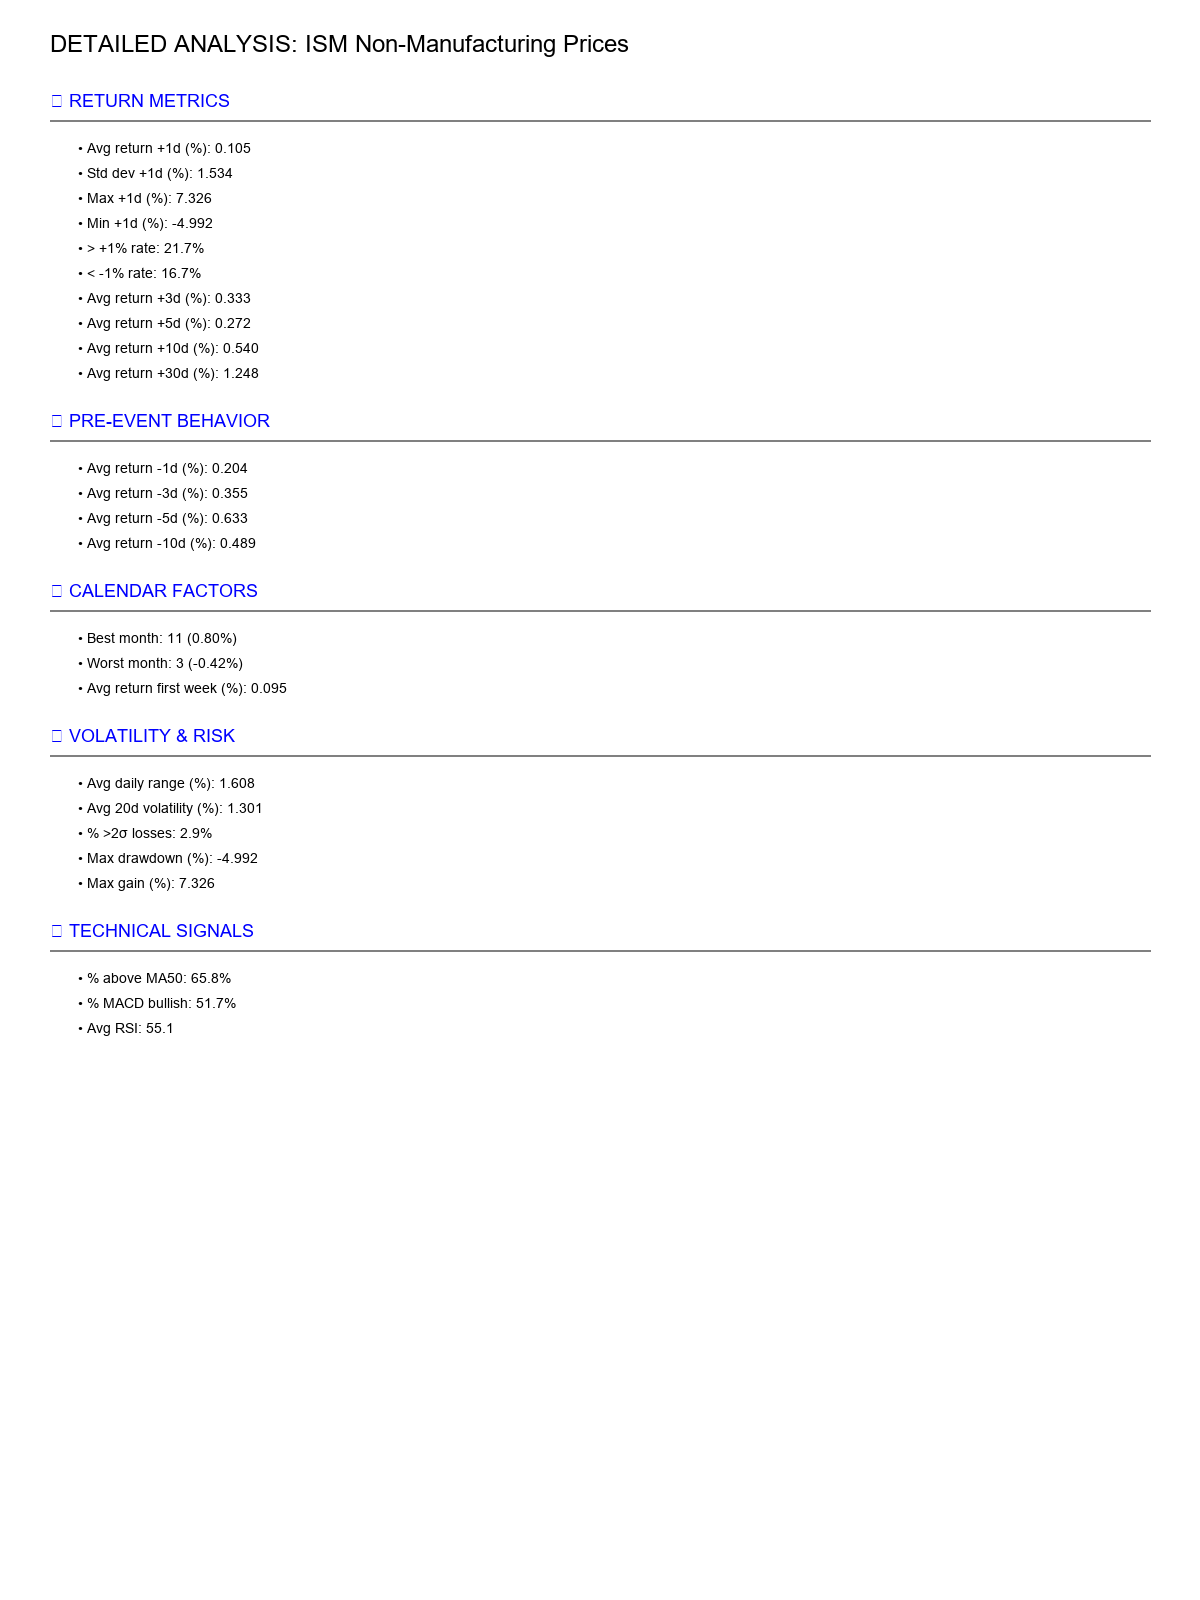 DETAILED ANALYSIS: ISM Non-Manufacturing Prices
RETURN METRICS
• Avg return +1d (%): 0.105
• Std dev +1d (%): 1.534
• Max +1d (%): 7.326
• Min +1d (%): -4.992
• > +1% rate: 21.7%
• < -1% rate: 16.7%
• Avg return +3d (%): 0.333
• Avg return +5d (%): 0.272
• Avg return +10d (%): 0.540
• Avg return +30d (%): 1.248
PRE-EVENT BEHAVIOR
• Avg return -1d (%): 0.204
• Avg return -3d (%): 0.355
• Avg return -5d (%): 0.633
• Avg return -10d (%): 0.489
CALENDAR FACTORS
• Best month: 11 (0.80%)
• Worst month: 3 (-0.42%)
• Avg return first week (%): 0.095
VOLATILITY & RISK
• Avg daily range (%): 1.608
• Avg 20d volatility (%): 1.301
• % >2σ losses: 2.9%
• Max drawdown (%): -4.992
• Max gain (%): 7.326
TECHNICAL SIGNALS
• % above MA50: 65.8%
• % MACD bullish: 51.7%
• Avg RSI: 55.1